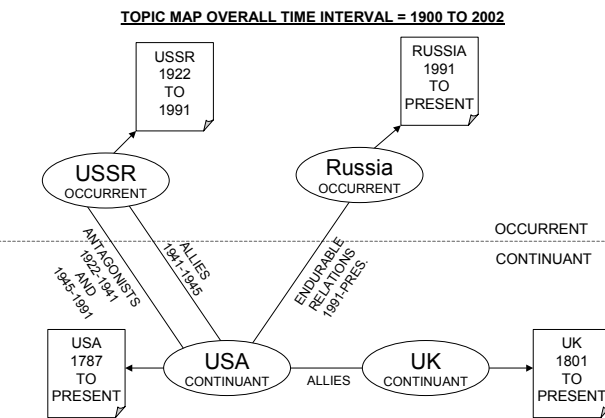 TOPIC MAP OVERALL TIME INTERVAL = 1900 TO 2002
USSR
1922
TO
1991
RUSSIA
1991
TO
PRESENT
USSR
OCCURRENT
Russia
OCCURRENT
OCCURRENT
CONTINUANT
ANTAGONISTS
1922-1941
AND
1945-1991
ALLIES
1941-1945
ENDURABLE
RELATIONS
1991-PRES.
USA
1787
TO
PRESENT
USA
CONTINUANT
ALLIES
UK
CONTINUANT
UK
1801
TO
PRESENT